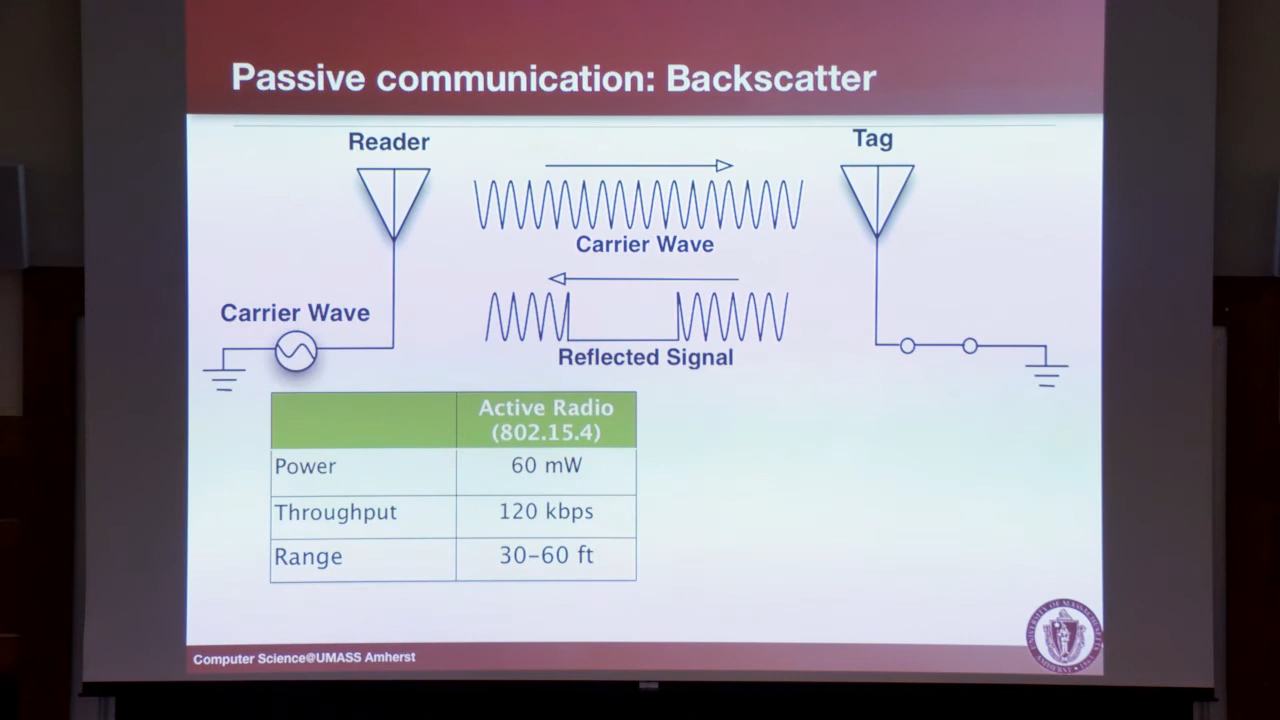 Passive communication: Backscatter
Reader
Tag
Carrier Wave
Carrier Wave
Reflected Signal
Active Radio
(802.15.4)
Power 60 mW
Throughput 120 kbps
Range 30-60 ft
Computer Science@UMASS Amherst